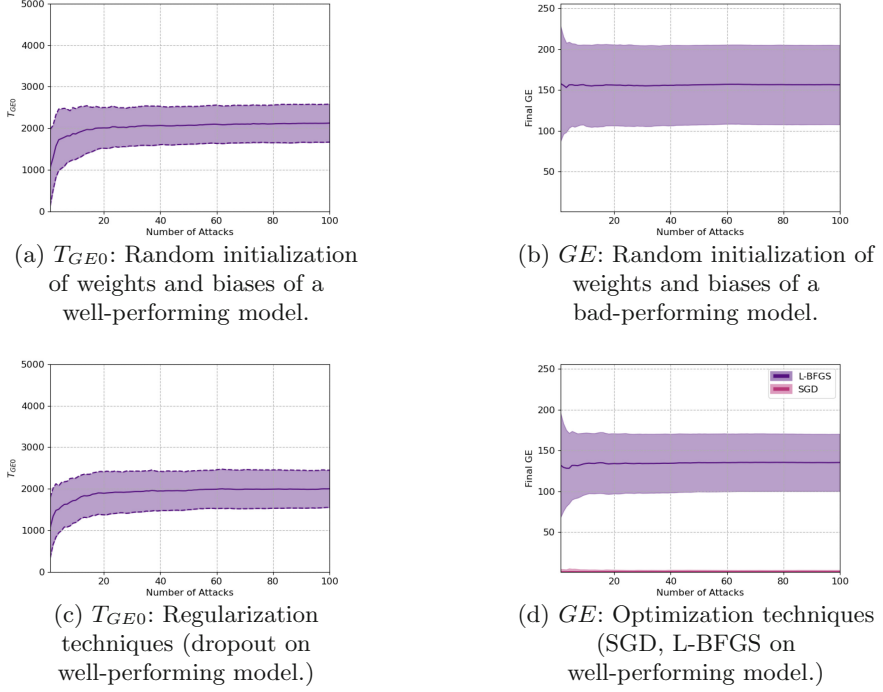 5000
4000
3000
2000
1000
0
T_GE0
20 40 60 80 100
Number of Attacks
(a) T_GE0: Random initialization
of weights and biases of a
well-performing model.
250
200
150
100
50
Final GE
20 40 60 80 100
Number of Attacks
(b) GE: Random initialization of
weights and biases of a
bad-performing model.
5000
4000
3000
2000
1000
0
T_GE0
20 40 60 80 100
Number of Attacks
(c) T_GE0: Regularization
techniques (dropout on
well-performing model.)
250
200
150
100
50
Final GE
L-BFGS
SGD
20 40 60 80 100
Number of Attacks
(d) GE: Optimization techniques
(SGD, L-BFGS on
well-performing model.)